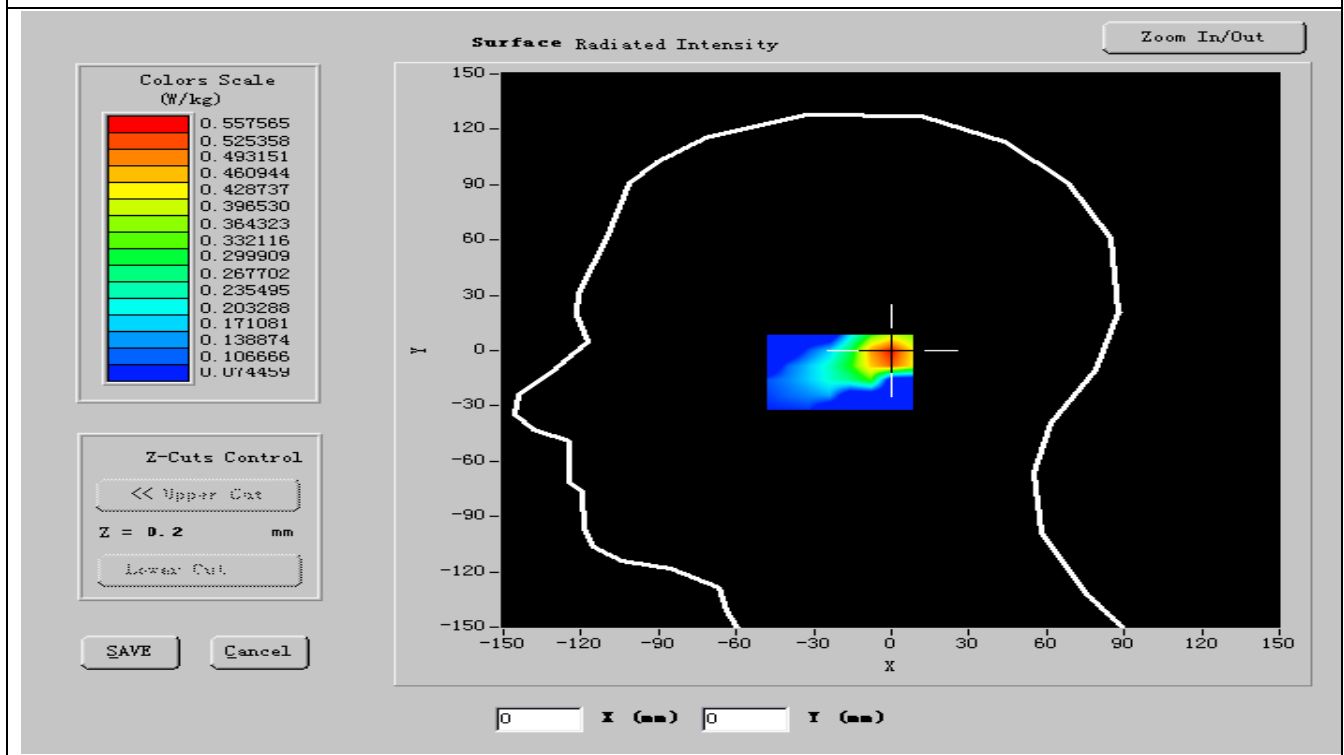 Surface Radiated Intensity
Zoom In/Out
Colors Scale
(W/kg)
0.557565
0.525358
0.493151
0.460944
0.428737
0.396530
0.364323
0.332116
0.299909
0.267702
0.235495
0.203288
0.171081
0.138874
0.106666
0.074459
Z-Cuts Control
<< Upper Cut
Z = 0.2 mm
Lower Cut
SAVE
Cancel
150
120
90
60
30
0
-30
-60
-90
-120
-150
Y
-150 -120 -90 -60 -30 0 30 60 90 120 150
X
0 X (mm) 0 Y (mm)